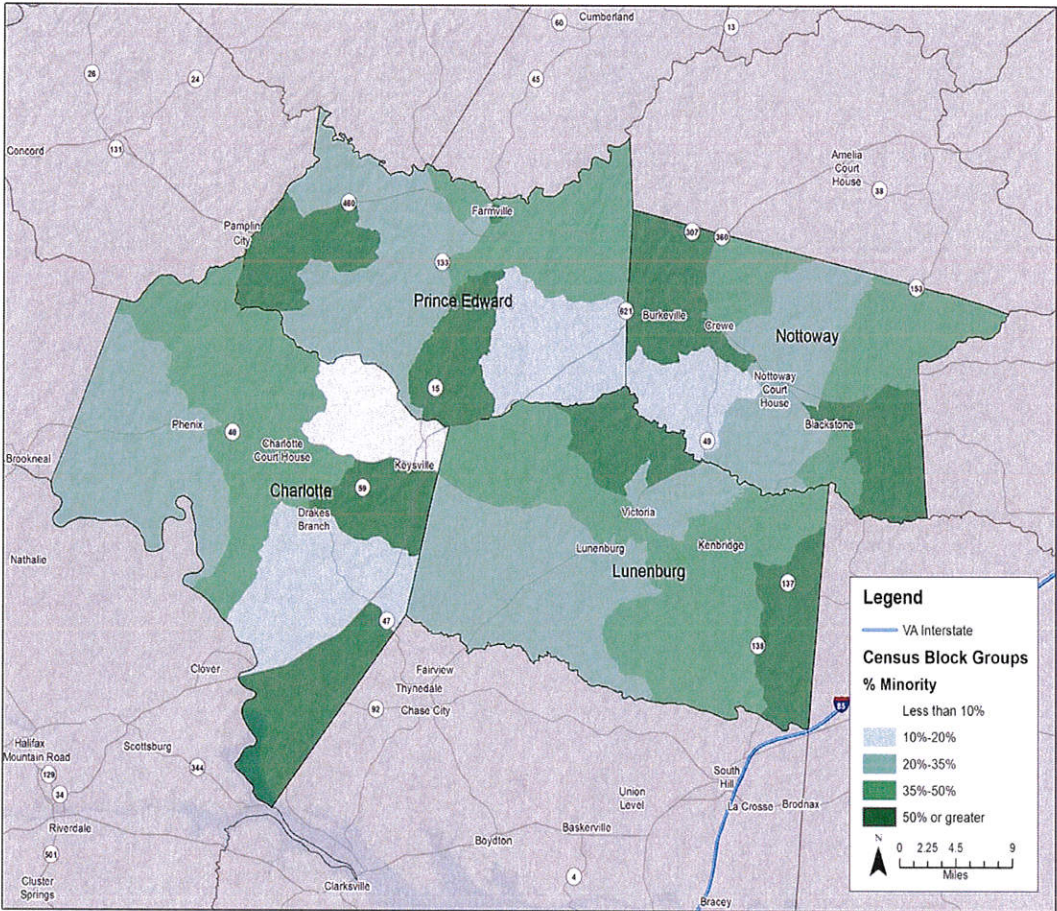 60
Cumberland
13
26
24
45
Concord
131
Amelia
Court
House
38
460
Farmville
Pamplin
City
307
360
133
153
Prince Edward
621
Burkeville
Crewe
Nottoway
Nottoway
Court
House
15
Phenix
40
Blackstone
49
Charlotte
Court House
Brookneal
Keysville
59
Charlotte
Drakes
Branch
Victoria
Lunenburg
Kenbridge
Lunenburg
Nathalie
137
47
138
Clover
Fairview
Thynedale
92
Chase City
85
Halifax
Mountain Road
129
34
Scottsburg
344
South
Hill
Union
Level
La Crosse
Brodnax
Riverdale
Baskerville
Boydton
501
4
Cluster
Springs
Clarksville
Bracey
Legend
VA Interstate
Census Block Groups
% Minority
Less than 10%
10%-20%
20%-35%
35%-50%
50% or greater
N
0 2.25 4.5 9
Miles